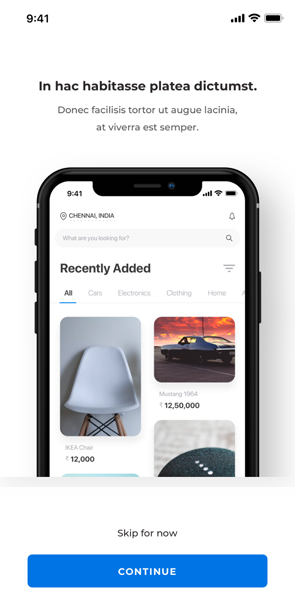 9:41
In hac habitasse platea dictumst.
Donec facilisis tortor ut augue lacinia,
at viverra est semper.
9:41
CHENNAI, INDIA
What are you looking for?
Recently Added
All Cars Electronics Clothing Home A
IKEA Chair
₹ 12,000
Mustang 1964
₹ 12,50,000
Skip for now
CONTINUE